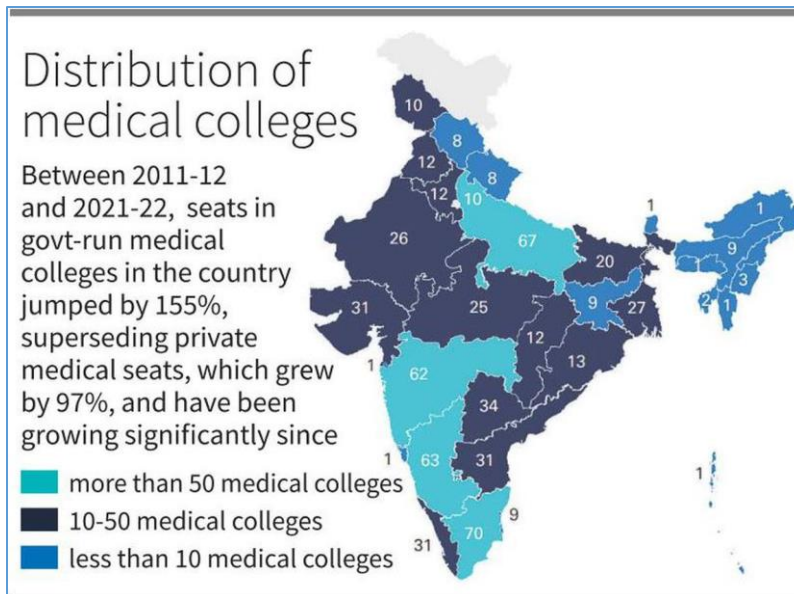 Distribution of
medical colleges
Between 2011-12
and 2021-22, seats in
govt-run medical
colleges in the country
jumped by 155%,
superseding private
medical seats, which grew
by 97%, and have been
growing significantly since
more than 50 medical colleges
10-50 medical colleges
less than 10 medical colleges
10
8
12
8
12
10
1
1
26
67
9
20
3
31
25
9
27
2
1
12
1
62
13
34
1
63
31
1
9
31
70